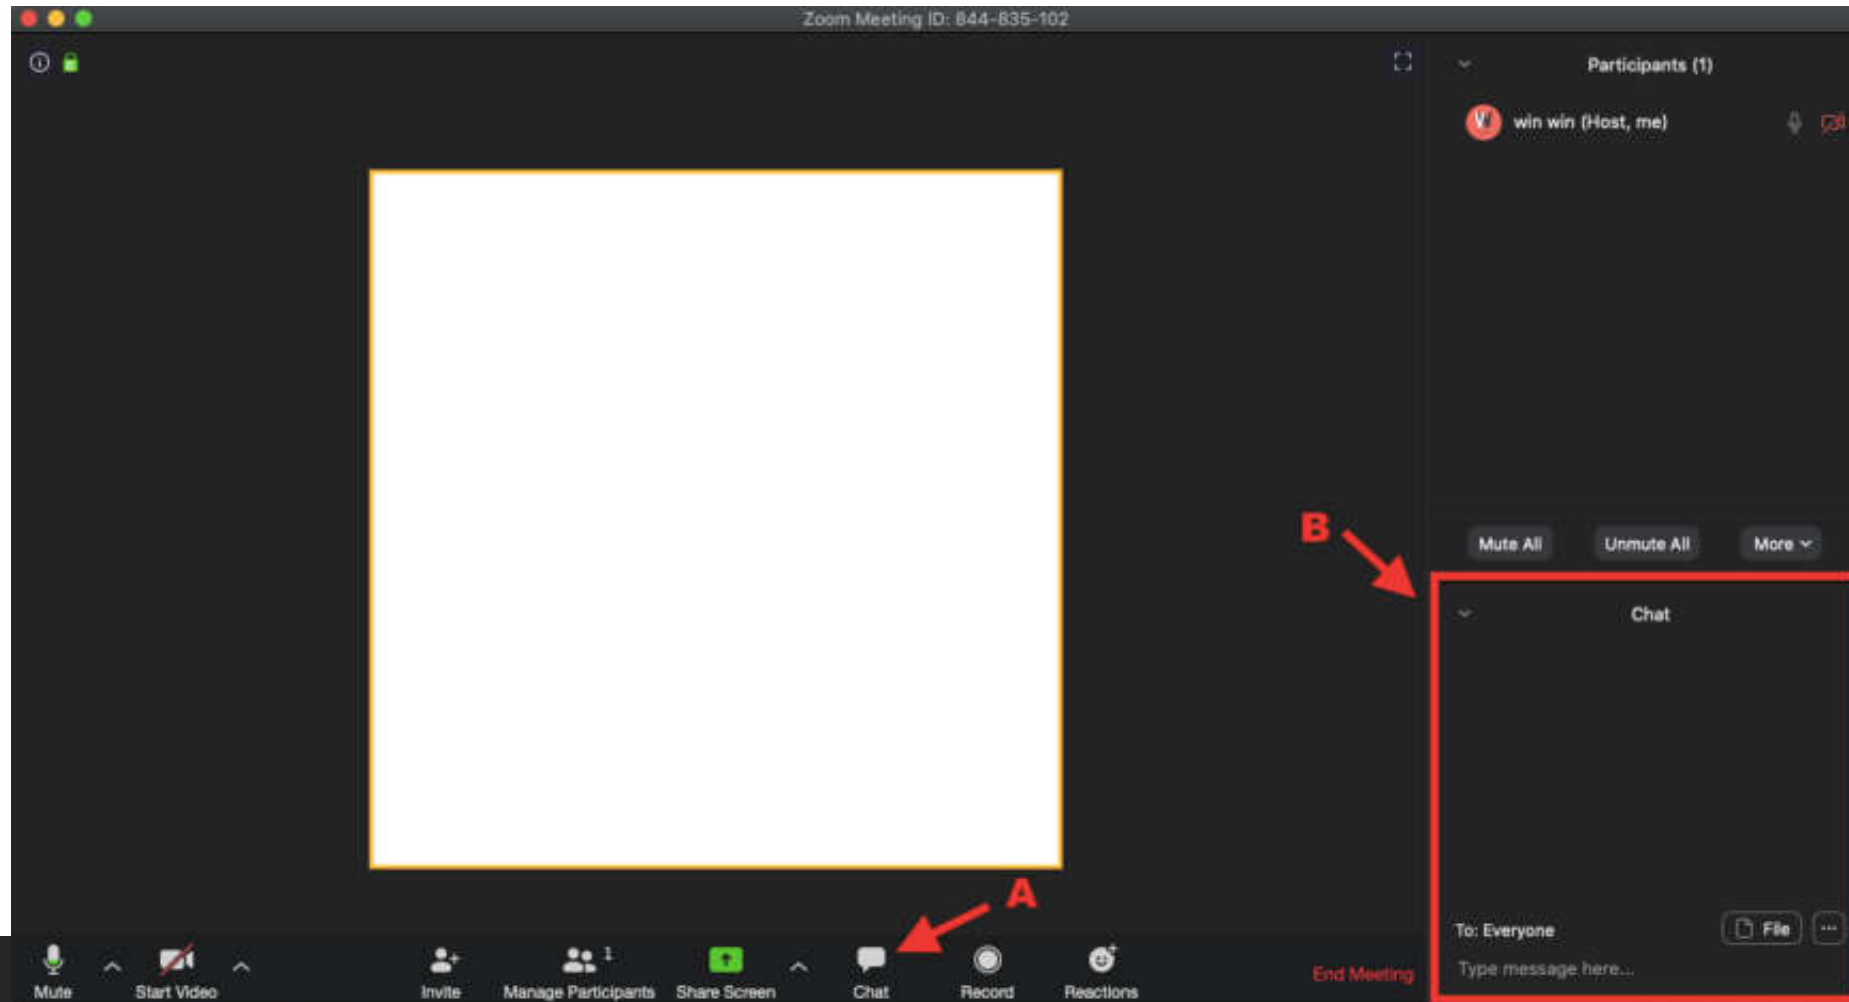 Zoom Meeting ID: 844-835-102
Participants (1)
W win win (Host, me)
B
Mute All Unmute All More
Chat
A
To: Everyone File ...
Type message here...
1
Mute Start Video Invite Manage Participants Share Screen Chat Record Reactions End Meeting